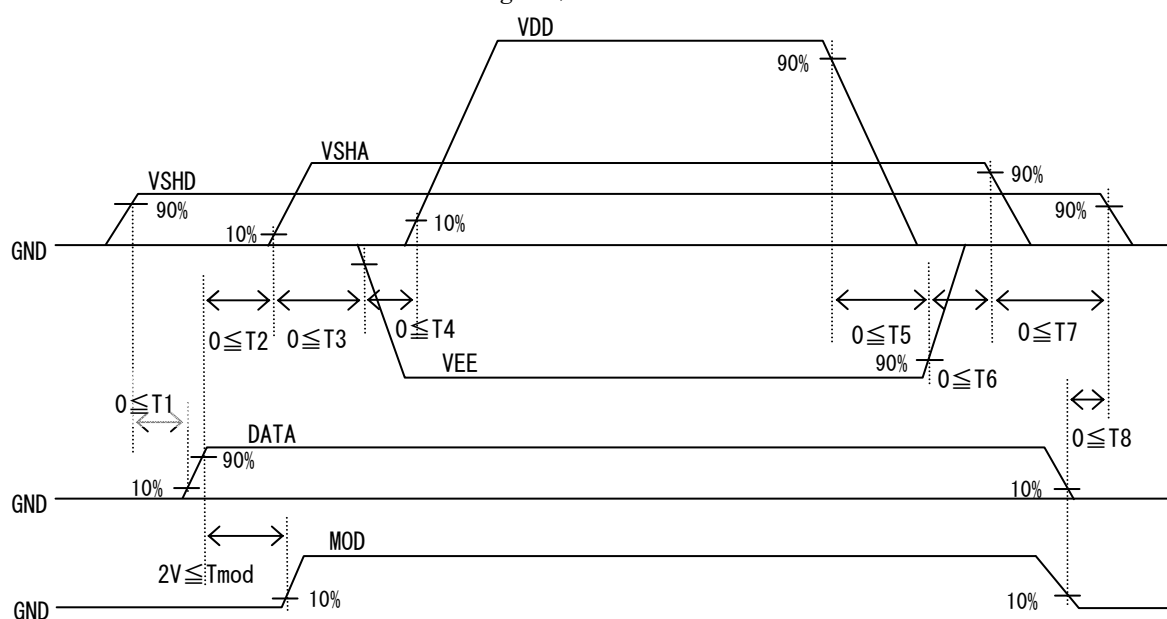 VDD
90%
VSHA
90%
VSHD
90%
90%
10%
10%
GND
0≦T2
0≦T3
0≦T4
0≦T5
0≦T7
VEE
90%
0≦T6
0≦T1
DATA
0≦T8
90%
10%
10%
GND
MOD
2V≦Tmod
10%
10%
GND